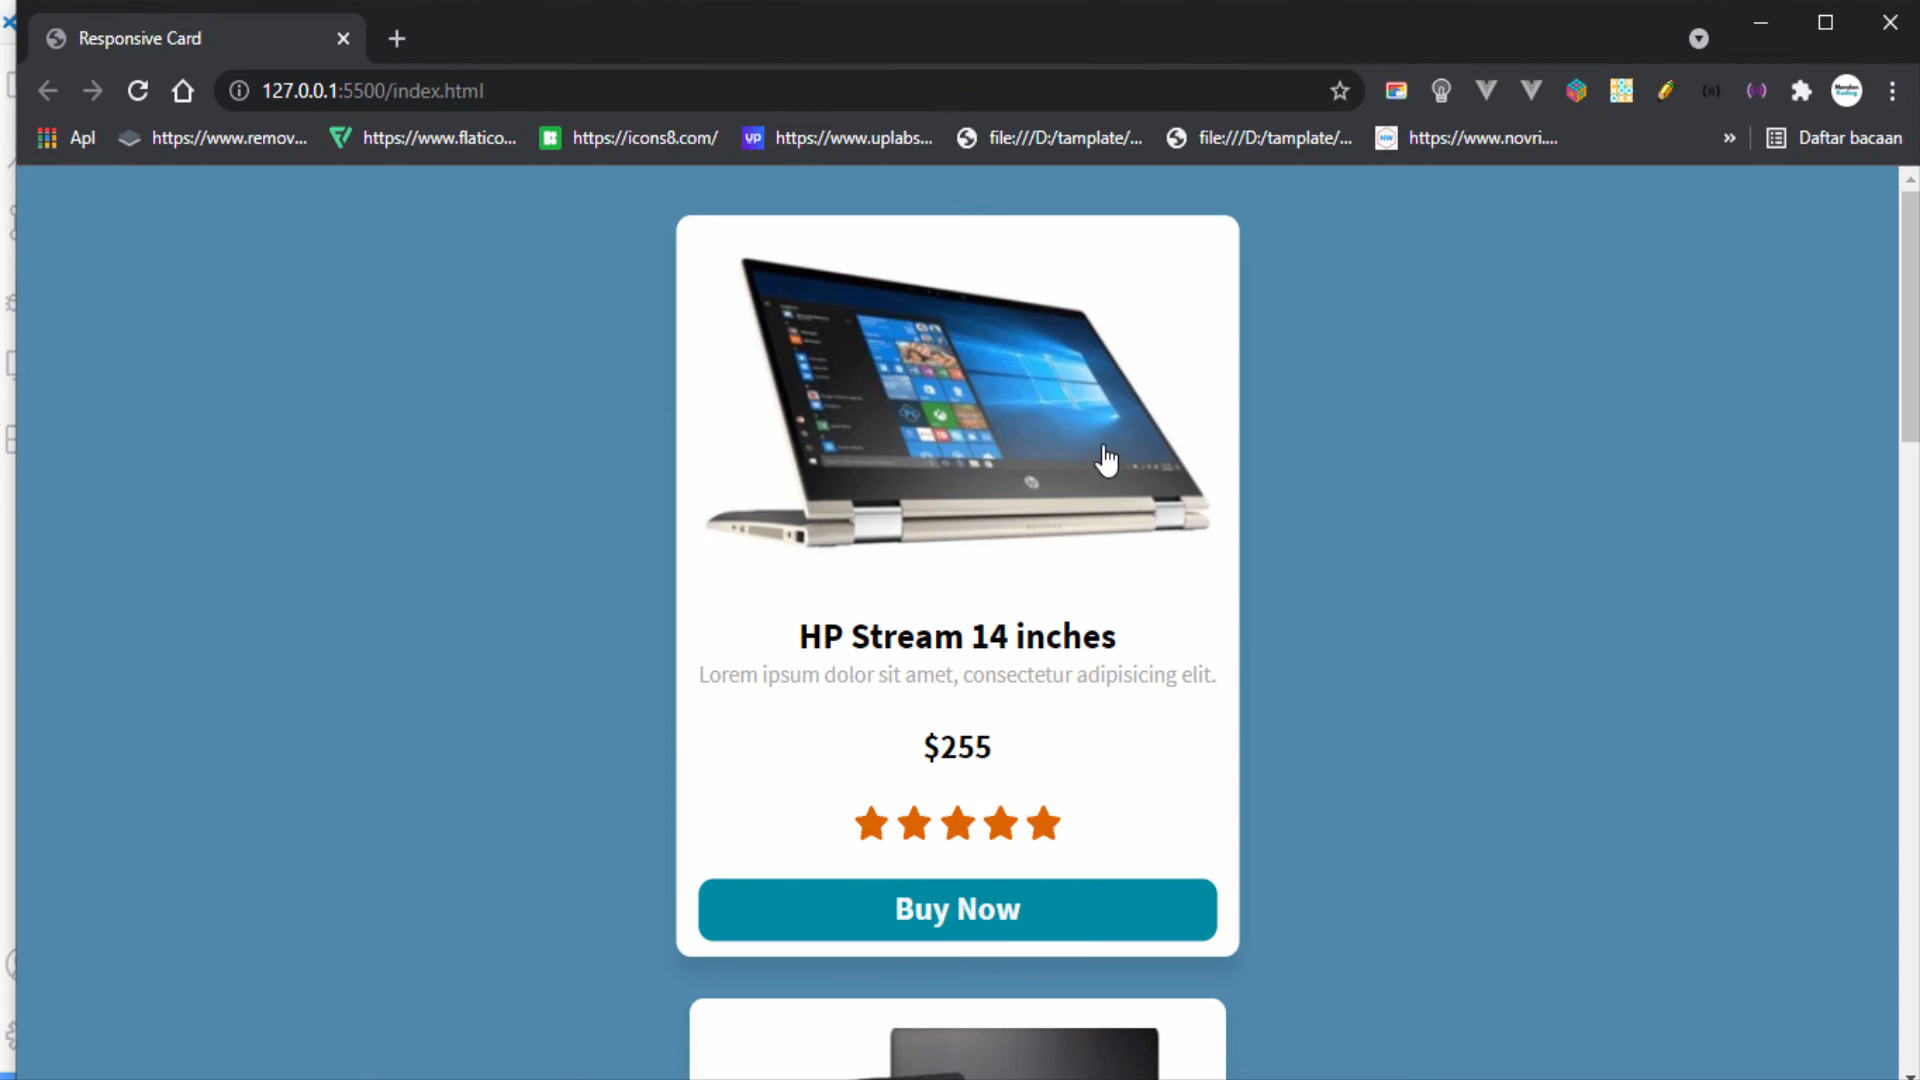 Responsive Card
127.0.0.1:5500/index.html
Apl
https://www.remov...
https://www.flatico...
https://icons8.com/
UP
https://www.uplabs...
file:///D:/tamplate/...
file:///D:/tamplate/...
NW
https://www.novri....
»
Daftar bacaan
HP Stream 14 inches
Lorem ipsum dolor sit amet, consectetur adipisicing elit.
$255
Buy Now